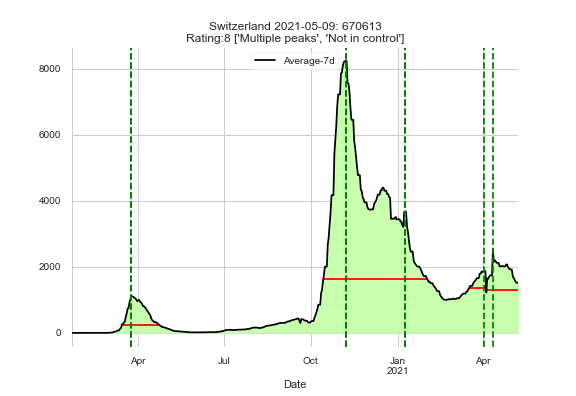 Switzerland 2021-05-09: 670613
Rating:8 ['Multiple peaks', 'Not in control']
Average-7d
8000
6000
4000
2000
0
Apr
Jul
Oct
Jan
2021
Apr
Date